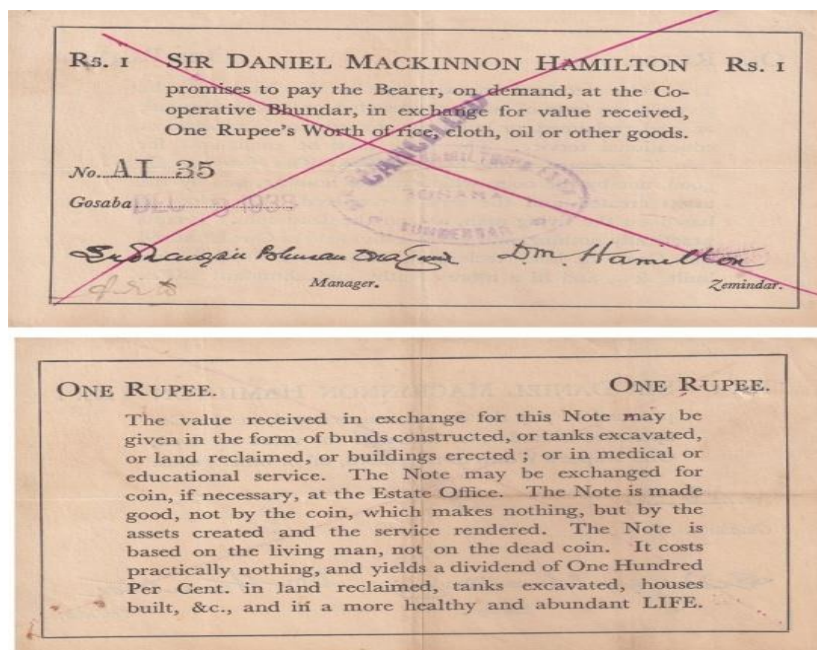 Rs. 1 SIR DANIEL MACKINNON HAMILTON Rs. 1
promises to pay the Bearer, on demand, at the Co-
operative Bhundar, in exchange for value received,
One Rupee's Worth of rice, cloth, oil or other goods.
CANCELLED
No. AI 35
Gosaba
D.M. Hamilton
Manager. Zemindar.
ONE RUPEE. ONE RUPEE.
The value received in exchange for this Note may be
given in the form of bunds constructed, or tanks excavated,
or land reclaimed, or buildings erected ; or in medical or
educational service. The Note may be exchanged for
coin, if necessary, at the Estate Office. The Note is made
good, not by the coin, which makes nothing, but by the
assets created and the service rendered. The Note is
based on the living man, not on the dead coin. It costs
practically nothing, and yields a dividend of One Hundred
Per Cent. in land reclaimed, tanks excavated, houses
built, &c., and in a more healthy and abundant LIFE.